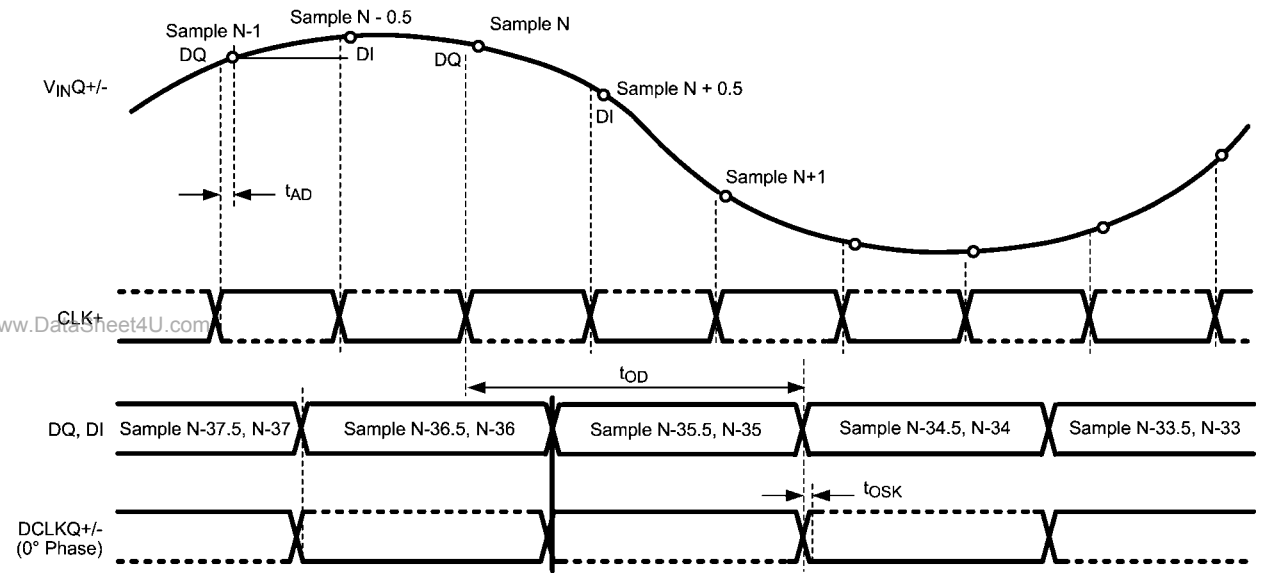 Sample N-1
Sample N - 0.5
Sample N
DQ
DI
DQ
VINQ+/-
Sample N + 0.5
DI
Sample N+1
tAD
CLK+
ww.DataSheet4U.com
tOD
DQ, DI
Sample N-37.5, N-37
Sample N-36.5, N-36
Sample N-35.5, N-35
Sample N-34.5, N-34
Sample N-33.5, N-33
tOSK
DCLKQ+/-
(0° Phase)